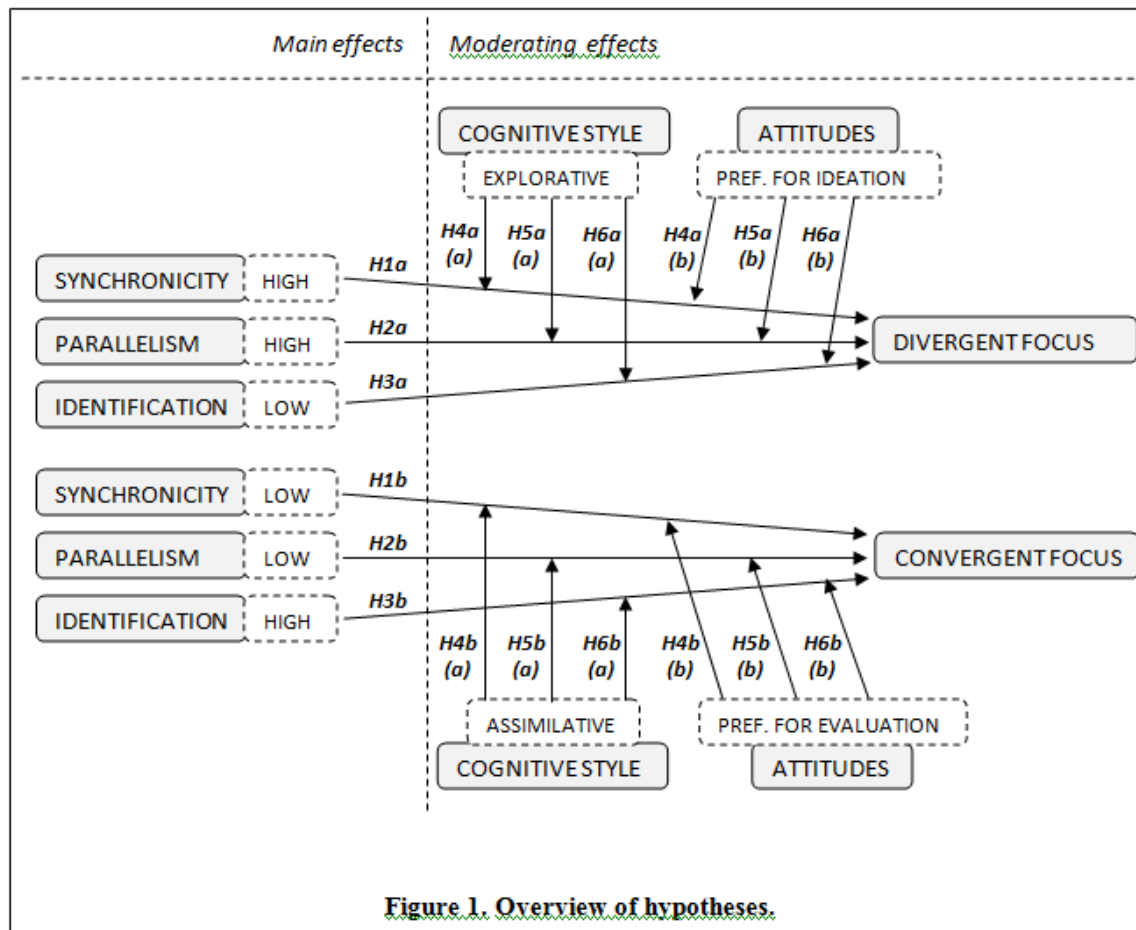 Main effects
Moderating effects
COGNITIVE STYLE
ATTITUDES
EXPLORATIVE
PREF. FOR IDEATION
H4a
(a)
H5a
(a)
H6a
(a)
H4a
(b)
H5a
(b)
H6a
(b)
SYNCHRONICITY
HIGH
H1a
PARALLELISM
HIGH
H2a
DIVERGENT FOCUS
IDENTIFICATION
LOW
H3a
SYNCHRONICITY
LOW
H1b
PARALLELISM
LOW
H2b
CONVERGENT FOCUS
IDENTIFICATION
HIGH
H3b
H4b
(a)
H5b
(a)
H6b
(a)
H4b
(b)
H5b
(b)
H6b
(b)
ASSIMILATIVE
PREF. FOR EVALUATION
COGNITIVE STYLE
ATTITUDES
Figure 1. Overview of hypotheses.